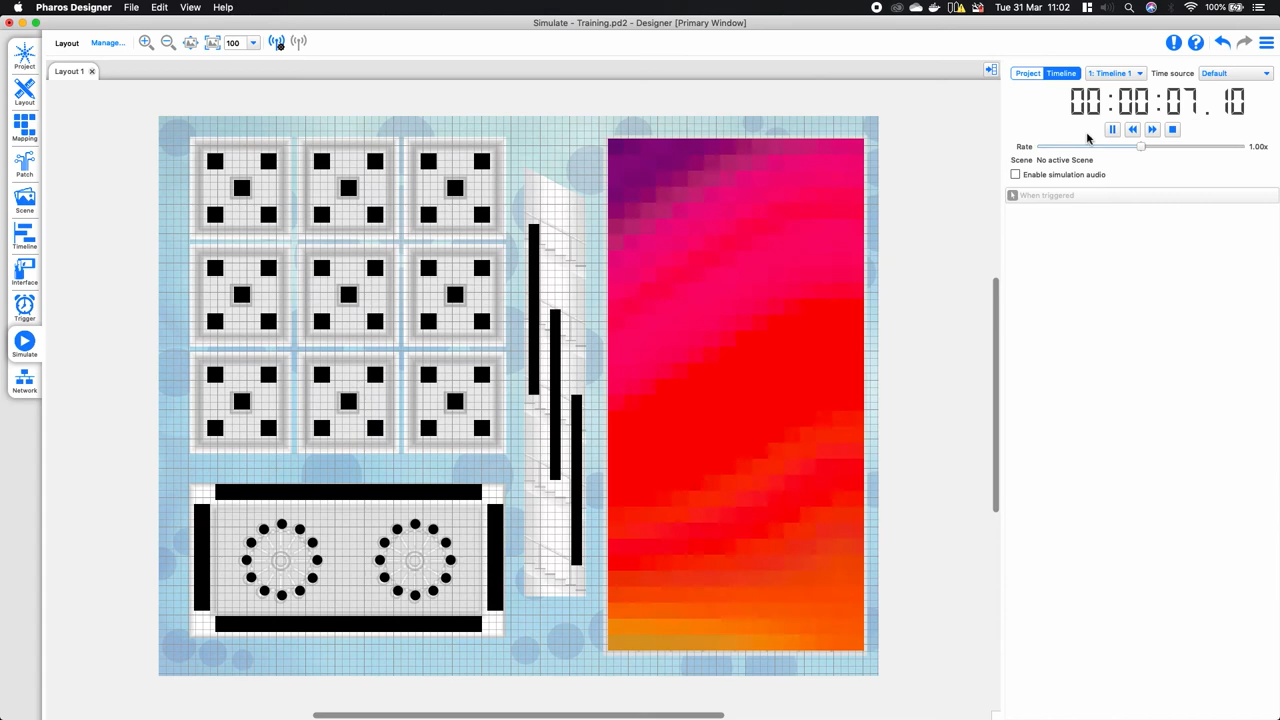 Pharos Designer File Edit View Help 100% Tue 31 Mar 11:02
Simulate - Training.pd2 - Designer [Primary Window]
Layout Manage... 100
Layout 1
Project
Layout
Mapping
Patch
Scene
Timeline
Interface
Trigger
Simulate
Network
Project Timeline 1: Timeline 1 Time source Default
00:00:07.10
Rate 1.00x
Scene No active Scene
Enable simulation audio
When triggered